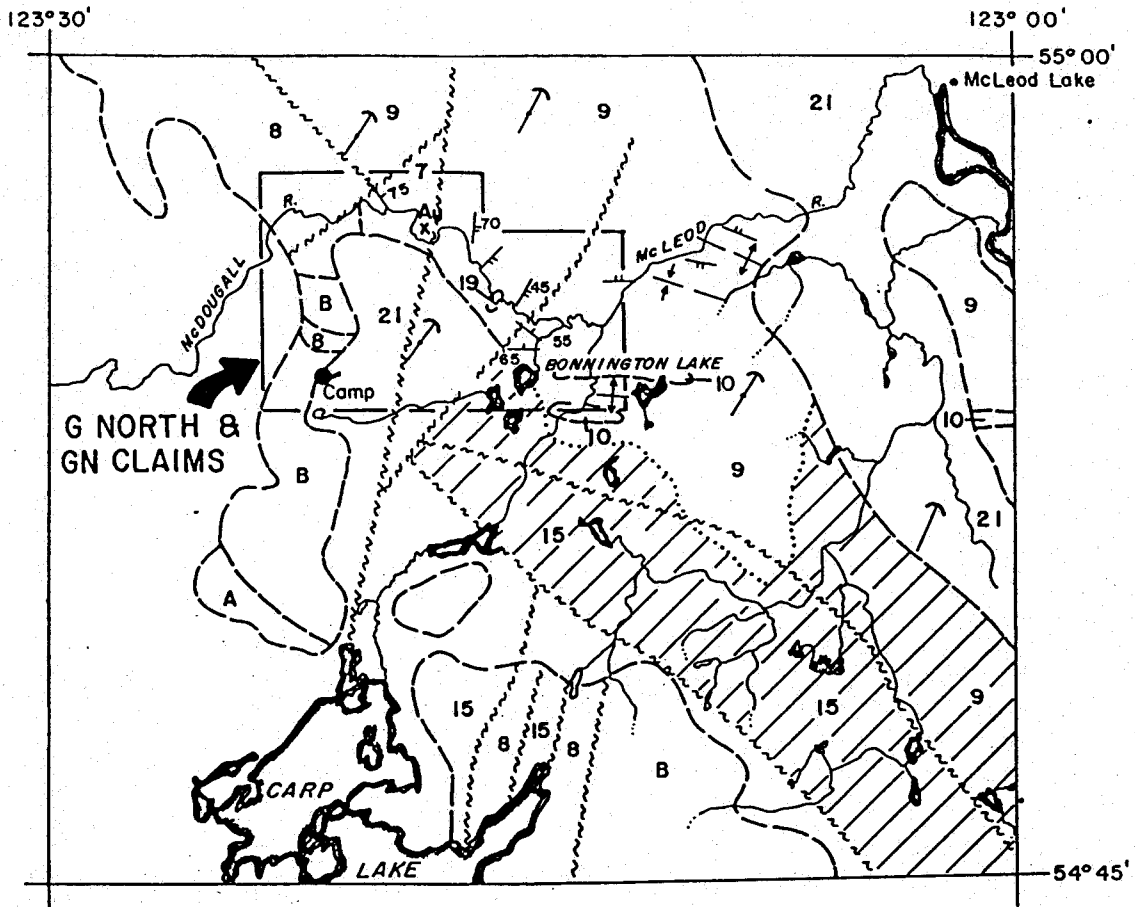 123° 30'
123° 00'
55° 00'
McLeod Lake
21
9
9
8
7
75
R.
Au
x
70
R.
McLEOD
McDOUGALL
19
45
9
B
21
8
55
65
BONNINGTON LAKE
10
Camp
10
G NORTH &
GN CLAIMS
10
B
9
21
15
A
15
9
15
15
8
8
B
CARP
LAKE
54° 45'